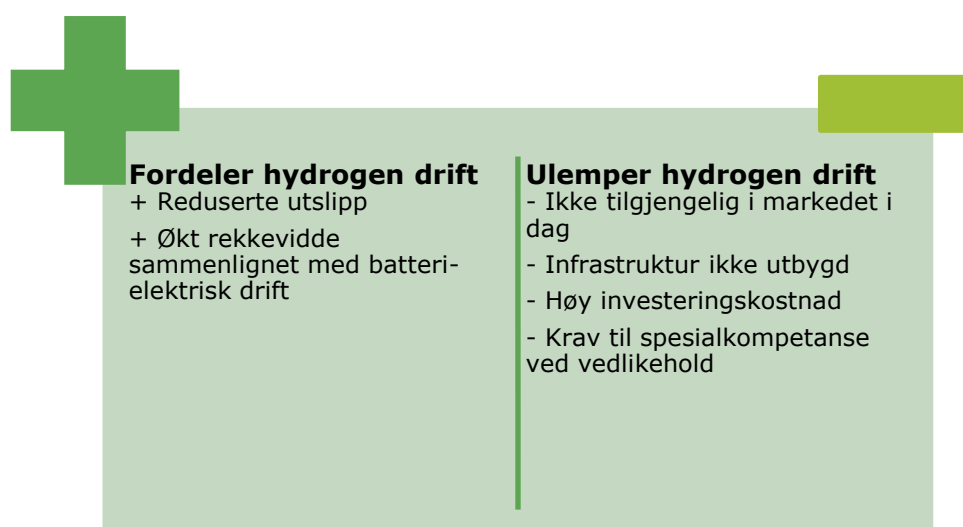 Fordeler hydrogen drift
+ Reduserte utslipp
+ Økt rekkevidde
sammenlignet med batteri-
elektrisk drift
Ulemper hydrogen drift
- Ikke tilgjengelig i markedet i
dag
- Infrastruktur ikke utbygd
- Høy investeringskostnad
- Krav til spesialkompetanse
ved vedlikehold